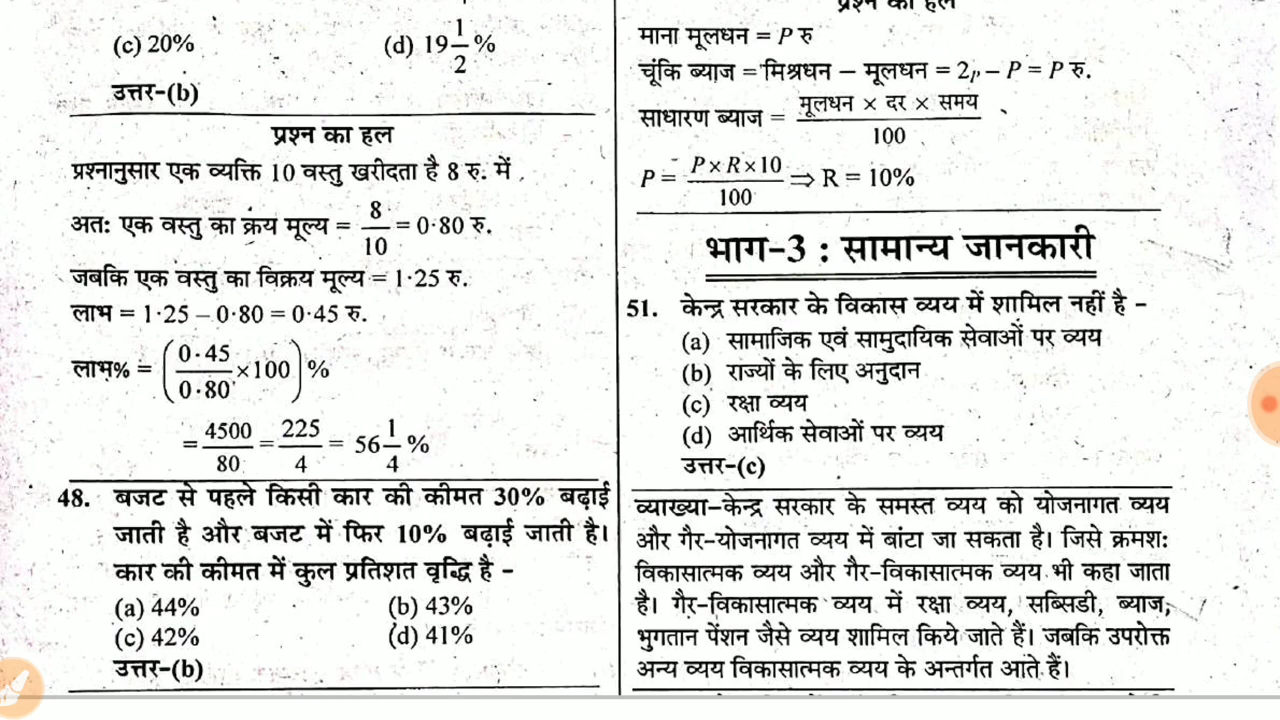 (c) 20% (d) 19 1/2 %
उत्तर-(b)
प्रश्न का हल
प्रश्नानुसार एक व्यक्ति 10 वस्तु खरीदता है 8 रु. में
अतः एक वस्तु का क्रय मूल्य = 8/10 = 0·80 रु.
जबकि एक वस्तु का विक्रय मूल्य = 1·25 रु.
लाभ = 1·25 – 0·80 = 0·45 रु.
लाभ% = (0·45/0·80 × 100) %
= 4500/80 = 225/4 = 56 1/4 %
48. बजट से पहले किसी कार की कीमत 30% बढ़ाई
जाती है और बजट में फिर 10% बढ़ाई जाती है।
कार की कीमत में कुल प्रतिशत वृद्धि है -
(a) 44% (b) 43%
(c) 42% (d) 41%
उत्तर-(b)
प्रश्न का हल
माना मूलधन = P रु
चूंकि ब्याज = मिश्रधन – मूलधन = 2p – P = P रु.
साधारण ब्याज = मूलधन × दर × समय / 100
P = P × R × 10 / 100 ⇒ R = 10%
भाग-3 : सामान्य जानकारी
51. केन्द्र सरकार के विकास व्यय में शामिल नहीं है -
(a) सामाजिक एवं सामुदायिक सेवाओं पर व्यय
(b) राज्यों के लिए अनुदान
(c) रक्षा व्यय
(d) आर्थिक सेवाओं पर व्यय
उत्तर-(c)
व्याख्या-केन्द्र सरकार के समस्त व्यय को योजनागत व्यय
और गैर-योजनागत व्यय में बांटा जा सकता है। जिसे क्रमशः
विकासात्मक व्यय और गैर-विकासात्मक व्यय भी कहा जाता
है। गैर-विकासात्मक व्यय में रक्षा व्यय, सब्सिडी, ब्याज,
भुगतान पेंशन जैसे व्यय शामिल किये जाते हैं। जबकि उपरोक्त
अन्य व्यय विकासात्मक व्यय के अन्तर्गत आते हैं।